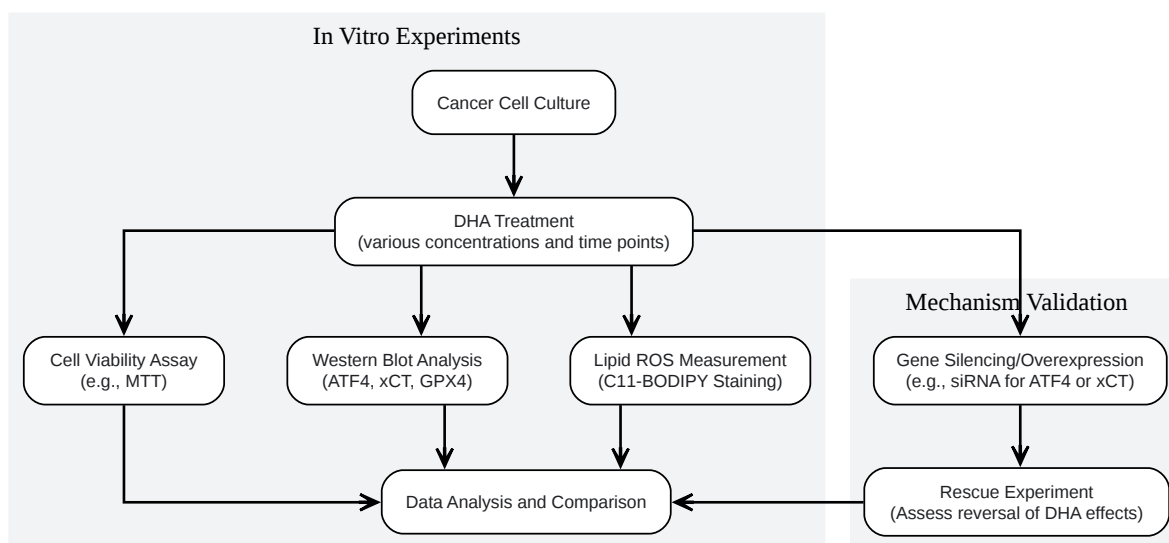 In Vitro Experiments
Cancer Cell Culture
DHA Treatment
(various concentrations and time points)
Mechanism Validation
Cell Viability Assay
(e.g., MTT)
Western Blot Analysis
(ATF4, xCT, GPX4)
Lipid ROS Measurement
(C11-BODIPY Staining)
Gene Silencing/Overexpression
(e.g., siRNA for ATF4 or xCT)
Data Analysis and Comparison
Rescue Experiment
(Assess reversal of DHA effects)